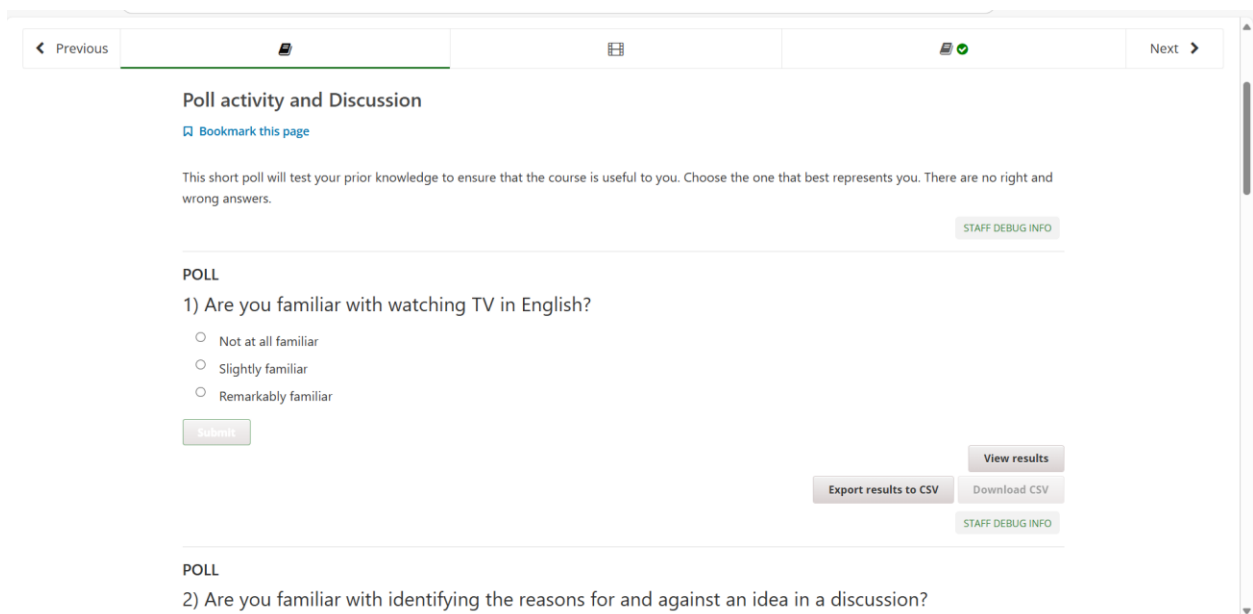 Previous
Next
Poll activity and Discussion
Bookmark this page
This short poll will test your prior knowledge to ensure that the course is useful to you. Choose the one that best represents you. There are no right and
wrong answers.
STAFF DEBUG INFO
POLL
1) Are you familiar with watching TV in English?
Not at all familiar
Slightly familiar
Remarkably familiar
Submit
View results
Export results to CSV Download CSV
STAFF DEBUG INFO
POLL
2) Are you familiar with identifying the reasons for and against an idea in a discussion?